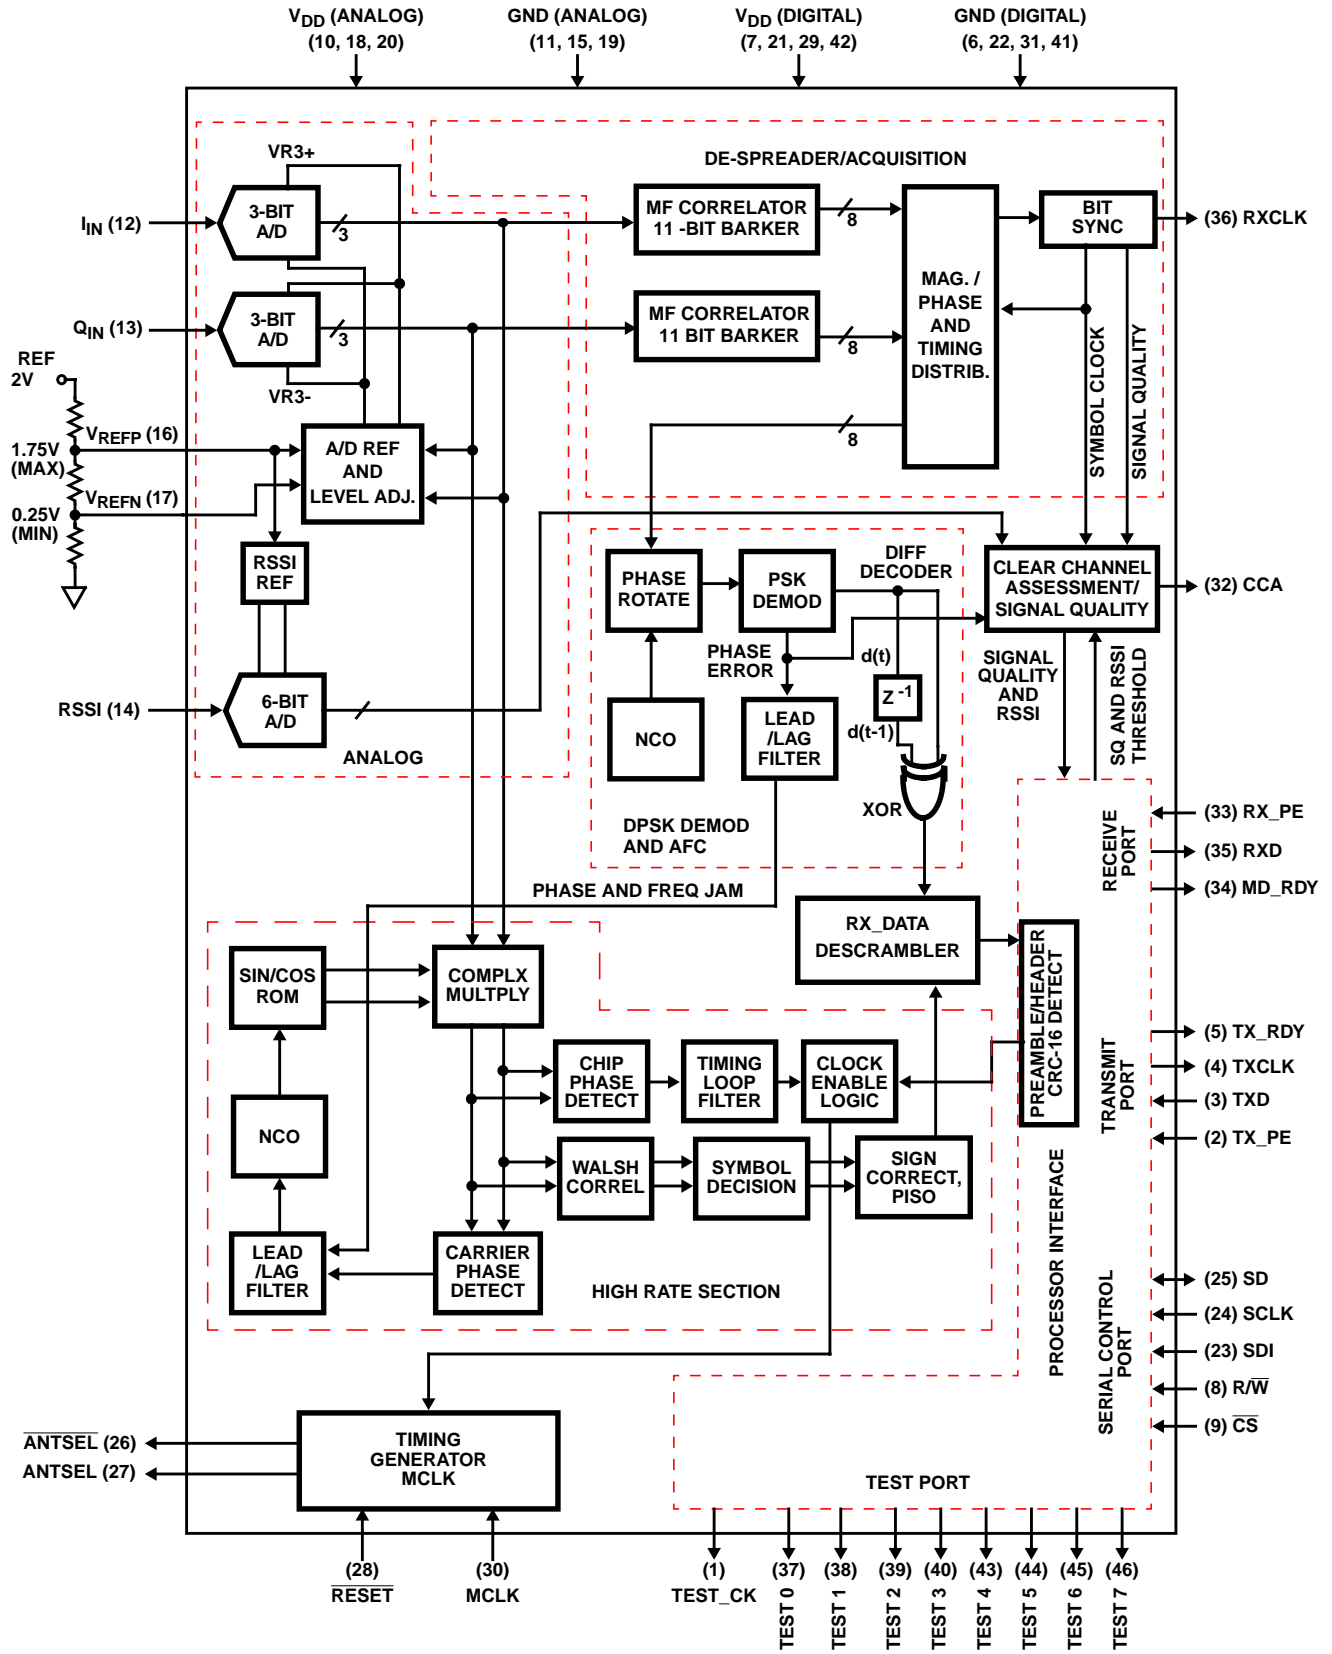 VDD (ANALOG)
(10, 18, 20)
GND (ANALOG)
(11, 15, 19)
VDD (DIGITAL)
(7, 21, 29, 42)
GND (DIGITAL)
(6, 22, 31, 41)
VR3+
DE-SPREADER/ACQUISITION
IIN (12)
3-BIT
A/D
3
MF CORRELATOR
11 -BIT BARKER
8
BIT
SYNC
(36) RXCLK
QIN (13)
3-BIT
A/D
3
MF CORRELATOR
11 BIT BARKER
8
MAG. /
PHASE
AND
TIMING
DISTRIB.
SYMBOL CLOCK
SIGNAL QUALITY
REF
2V
VR3-
VREFP (16)
1.75V
(MAX)
VREFN (17)
0.25V
(MIN)
A/D REF
AND
LEVEL ADJ.
8
RSSI
REF
PHASE
ROTATE
PSK
DEMOD
DIFF
DECODER
CLEAR CHANNEL
ASSESSMENT/
SIGNAL QUALITY
(32) CCA
PHASE
ERROR
d(t)
SIGNAL
QUALITY
AND
RSSI
SQ AND RSSI
THRESHOLD
RSSI (14)
6-BIT
A/D
ANALOG
NCO
LEAD
/LAG
FILTER
Z -1
d(t-1)
XOR
DPSK DEMOD
AND AFC
RECEIVE
PORT
(33) RX_PE
(35) RXD
(34) MD_RDY
PHASE AND FREQ JAM
RX_DATA
DESCRAMBLER
PREAMBLE/HEADER
CRC-16 DETECT
SIN/COS
ROM
COMPLX
MULTPLY
CHIP
PHASE
DETECT
TIMING
LOOP
FILTER
CLOCK
ENABLE
LOGIC
TRANSMIT
PORT
(5) TX_RDY
(4) TXCLK
(3) TXD
(2) TX_PE
NCO
WALSH
CORREL
SYMBOL
DECISION
SIGN
CORRECT,
PISO
LEAD
/LAG
FILTER
CARRIER
PHASE
DETECT
HIGH RATE SECTION
PROCESSOR INTERFACE
SERIAL CONTROL
PORT
(25) SD
(24) SCLK
(23) SDI
(8) R/W̅
(9) C̅S̅
A̅N̅T̅S̅E̅L̅ (26)
ANTSEL (27)
TIMING
GENERATOR
MCLK
TEST PORT
(28)
R̅E̅S̅E̅T̅
(30)
MCLK
(1)
TEST_CK
(37)
TEST 0
(38)
TEST 1
(39)
TEST 2
(40)
TEST 3
(43)
TEST 4
(44)
TEST 5
(45)
TEST 6
(46)
TEST 7